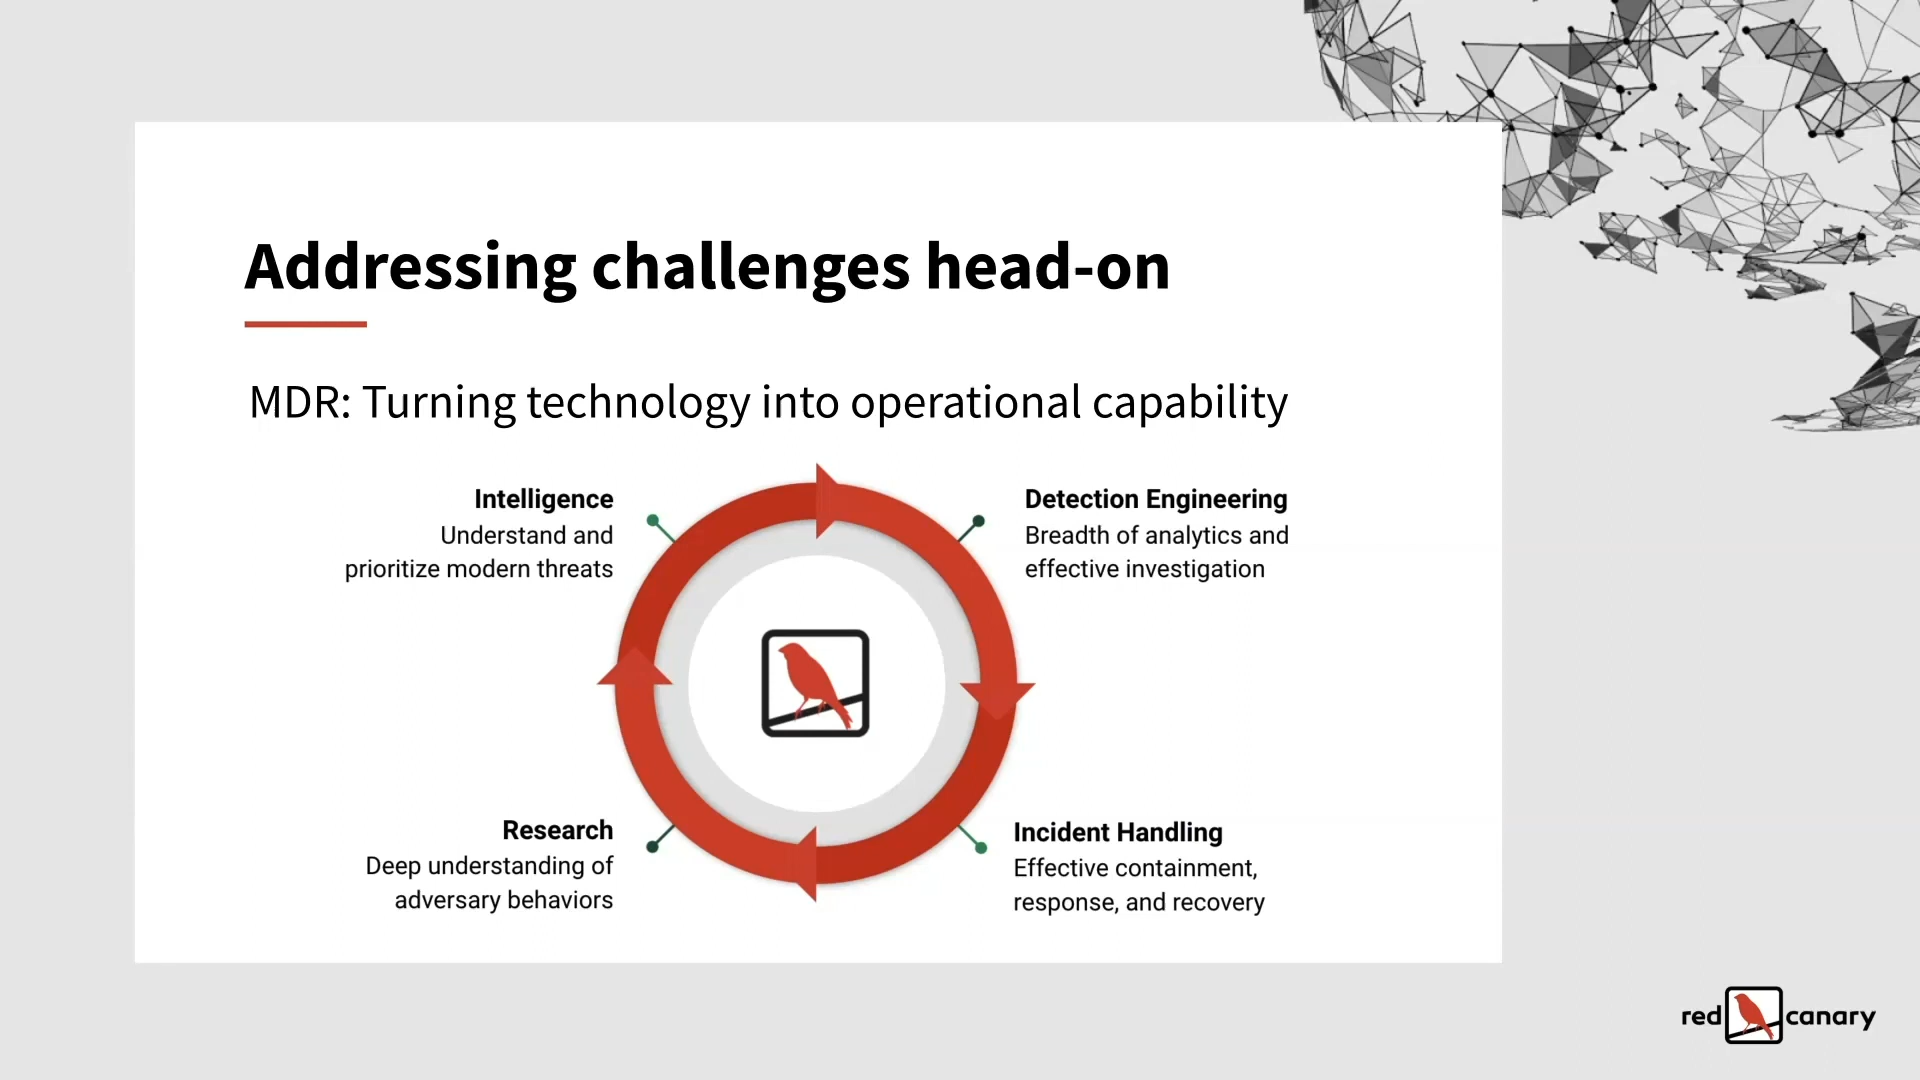 Addressing challenges head-on
MDR: Turning technology into operational capability
Intelligence
Understand and
prioritize modern threats
Detection Engineering
Breadth of analytics and
effective investigation
Research
Deep understanding of
adversary behaviors
Incident Handling
Effective containment,
response, and recovery
red canary